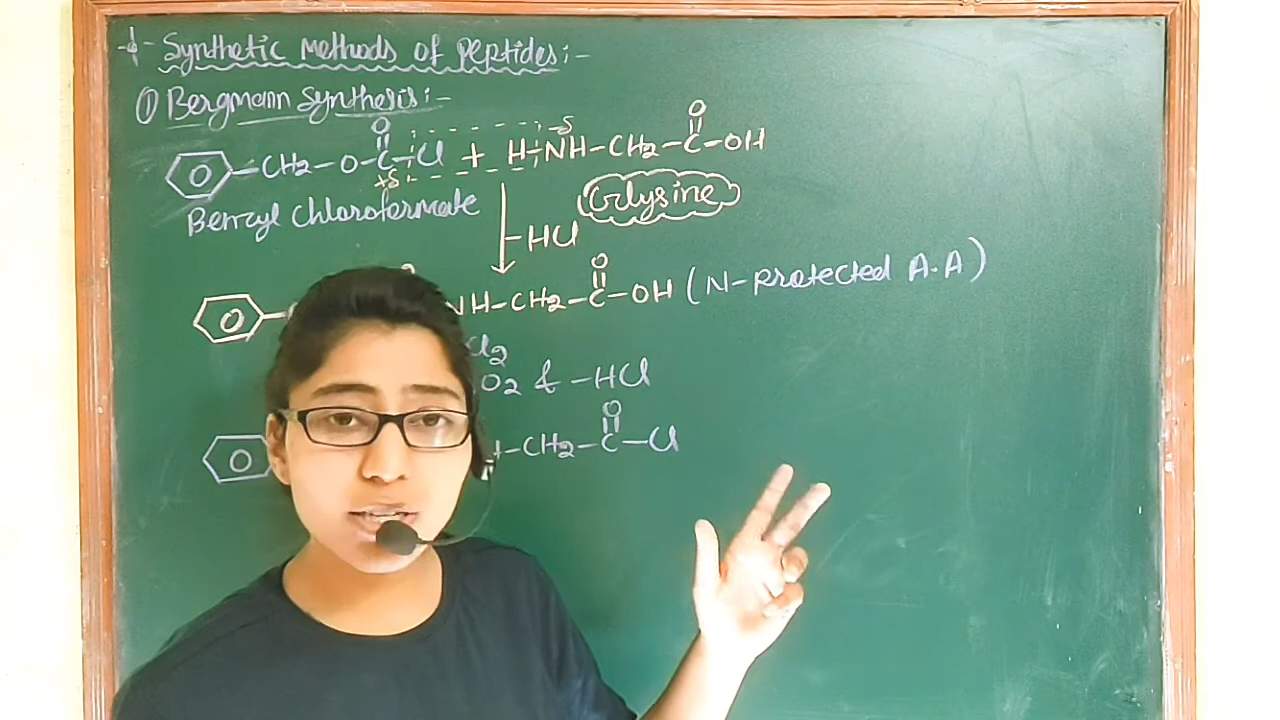 Synthetic Methods of Peptides:-
① Bergmann Synthesis:-
O O
CH2-O-C-Cl + H-NH-CH2-C-OH
+δ -δ
Benzyl Chloroformate Glysine
-HCl
O
NH-CH2-C-OH (N-Protected A.A)
O2 & -HCl
O
-CH2-C-Cl